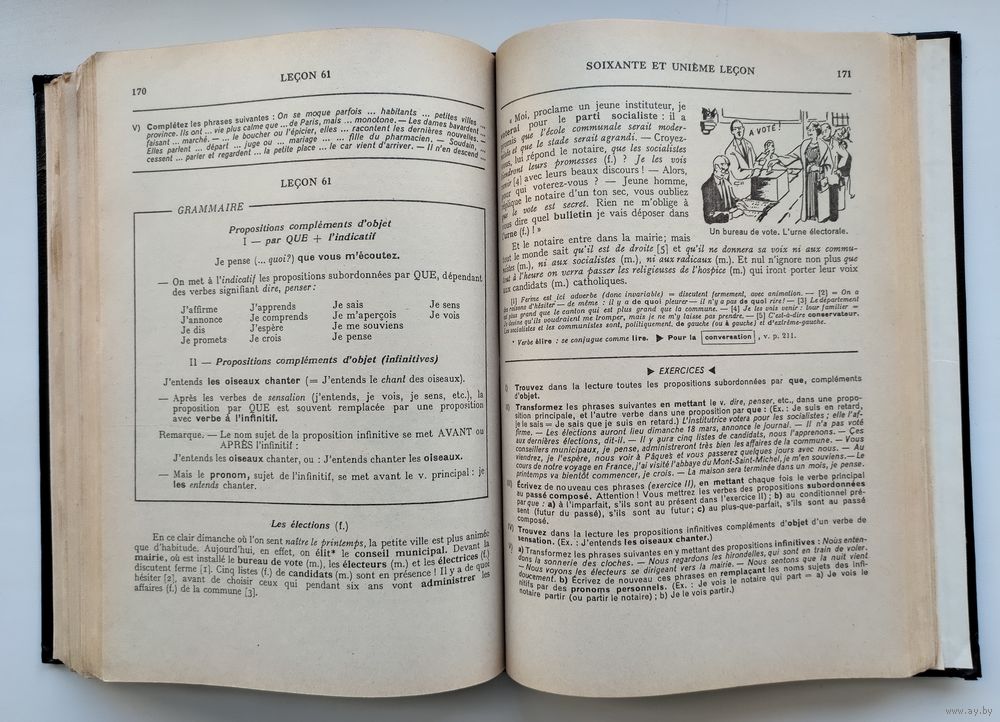 170
LEÇON 61
V) Complétez les phrases suivantes : On se moque parfois ... habitants ... petites villes ...
province. Ils ont ... vie plus calme que ... de Paris, mais ... monotone. — Les dames bavardent ...
faisant ... marché. — ... le boucher ou l'épicier, elles ... racontent les dernières nouvelles. —
Elles parlent ... départ ... juge ou ... mariage ... ... fille du pharmacien. — Soudain,
cessent ... parler et regardent ... la petite place ... le car vient d'arriver. — Il n'en descend ...
LEÇON 61
GRAMMAIRE
Propositions compléments d'objet
I — par QUE + l'indicatif
Je pense (... quoi?) que vous m'écoutez.
— On met à l'indicatif les propositions subordonnées par QUE, dépendant
des verbes signifiant dire, penser :
J'affirme J'apprends Je sais Je sens
J'annonce Je comprends Je m'aperçois Je vois
Je dis J'espère Je me souviens
Je promets Je crois Je pense
II — Propositions compléments d'objet (infinitives)
J'entends les oiseaux chanter (= J'entends le chant des oiseaux).
— Après les verbes de sensation (j'entends, je vois, je sens, etc.), la
proposition par QUE est souvent remplacée par une proposition
avec verbe à l'infinitif.
Remarque. — Le nom sujet de la proposition infinitive se met AVANT ou
APRÈS l'infinitif :
J'entends les oiseaux chanter, ou : J'entends chanter les oiseaux.
— Mais le pronom, sujet de l'infinitif, se met avant le v. principal : je
les entends chanter.
Les élections (f.)
En ce clair dimanche où l'on sent naître le printemps, la petite ville est plus animée
que d'habitude. Aujourd'hui, en effet, on élit* le conseil municipal. Devant la
mairie, où est installé le bureau de vote (m.), les électeurs (m.) et les électrices (f.)
discutent ferme [1]. Cinq listes (f.) de candidats (m.) sont en présence ! Il y a de quoi
hésiter [2], avant de choisir ceux qui pendant six ans vont administrer les
affaires (f.) de la commune [3].
SOIXANTE ET UNIÈME LEÇON
171
« Moi, proclame un jeune instituteur, je
voterai pour le parti socialiste : il a
promis que l'école communale serait moder-
nisée et que le stade serait agrandi. — Croyez-
vous, lui répond le notaire, que les socialistes
tiendront leurs promesses (f.) ? Je les vois
venir [4] avec leurs beaux discours ! — Alors,
pour qui voterez-vous ? — Jeune homme,
réplique le notaire d'un ton sec, vous oubliez
que le vote est secret. Rien ne m'oblige à
vous dire quel bulletin je vais déposer dans
l'urne (f.) ! »
A VOTÉ !
Un bureau de vote. L'urne électorale.
Et le notaire entre dans la mairie; mais
tout le monde sait qu'il est de droite [5] et qu'il ne donnera sa voix ni aux commu-
nistes (m.), ni aux socialistes (m.), ni aux radicaux (m.). Et nul n'ignore non plus que
tout à l'heure on verra passer les religieuses de l'hospice (m.) qui iront porter leur voix
aux candidats (m.) catholiques.
[1] Ferme est ici adverbe (donc invariable) = discutent fermement, avec animation. — [2] = On a
des raisons d'hésiter — de même : il y a de quoi pleurer — il n'y a pas de quoi rire ! — [3] Le département
est plus grand que le canton qui est plus grand que la commune. — [4] Je les vois venir : tour familier =
Je devine qu'ils voudraient me tromper, mais je ne m'y laisse pas prendre. — [5] C'est-à-dire conservateur.
Les socialistes et les communistes sont, politiquement, de gauche (ou à gauche) et d'extrême-gauche.
* Verbe élire : se conjugue comme lire. ▶ Pour la conversation , v. p. 211.
▶ EXERCICES ◀
I) Trouvez dans la lecture toutes les propositions subordonnées par que, compléments
d'objet.
II) Transformez les phrases suivantes en mettant le v. dire, penser, etc., dans une propo-
sition principale, et l'autre verbe dans une proposition par que : (Ex. : Je suis en retard,
je le sais = Je sais que je suis en retard.) L'institutrice votera pour les socialistes ; elle l'af-
firme. — Les élections auront lieu dimanche 18 mars, annonce le journal. — Il n'a pas voté
aux dernières élections, dit-il. — Il y aura cinq listes de candidats, nous l'apprenons. — Ces
conseillers municipaux, je pense, administreront très bien les affaires de la commune. — Vous
viendrez, je l'espère, nous voir à Pâques et vous passerez quelques jours avec nous. — Au
cours de notre voyage en France, j'ai visité l'abbaye du Mont-Saint-Michel, je m'en souviens. — Le
printemps va bientôt commencer, je crois. — La maison sera terminée dans un mois, je pense.
III) Écrivez de nouveau ces phrases (exercice II), en mettant chaque fois le verbe principal
au passé composé. Attention ! Vous mettrez les verbes des propositions subordonnées
par que : a) à l'imparfait, s'ils sont au présent dans l'exercice II ; b) au conditionnel pré-
sent (futur du passé), s'ils sont au futur ; c) au plus-que-parfait, s'ils sont au passé
composé.
IV) Trouvez dans la lecture les propositions infinitives compléments d'objet d'un verbe de
sensation. (Ex. : J'entends les oiseaux chanter.)
V) a) Transformez les phrases suivantes en y mettant des propositions infinitives : Nous enten-
dons la sonnerie des cloches. — Nous regardons les hirondelles, qui sont en train de voler.
— Nous voyons les électeurs se dirigeant vers la mairie. — Nous sentons que la nuit vient
doucement. b) Écrivez de nouveau ces phrases en remplaçant les noms sujets des infi-
nitifs par des pronoms personnels. (Ex. : Je vois le notaire qui part = a) Je vois le
notaire partir (ou partir le notaire) ; b) Je le vois partir.)
www.ay.by